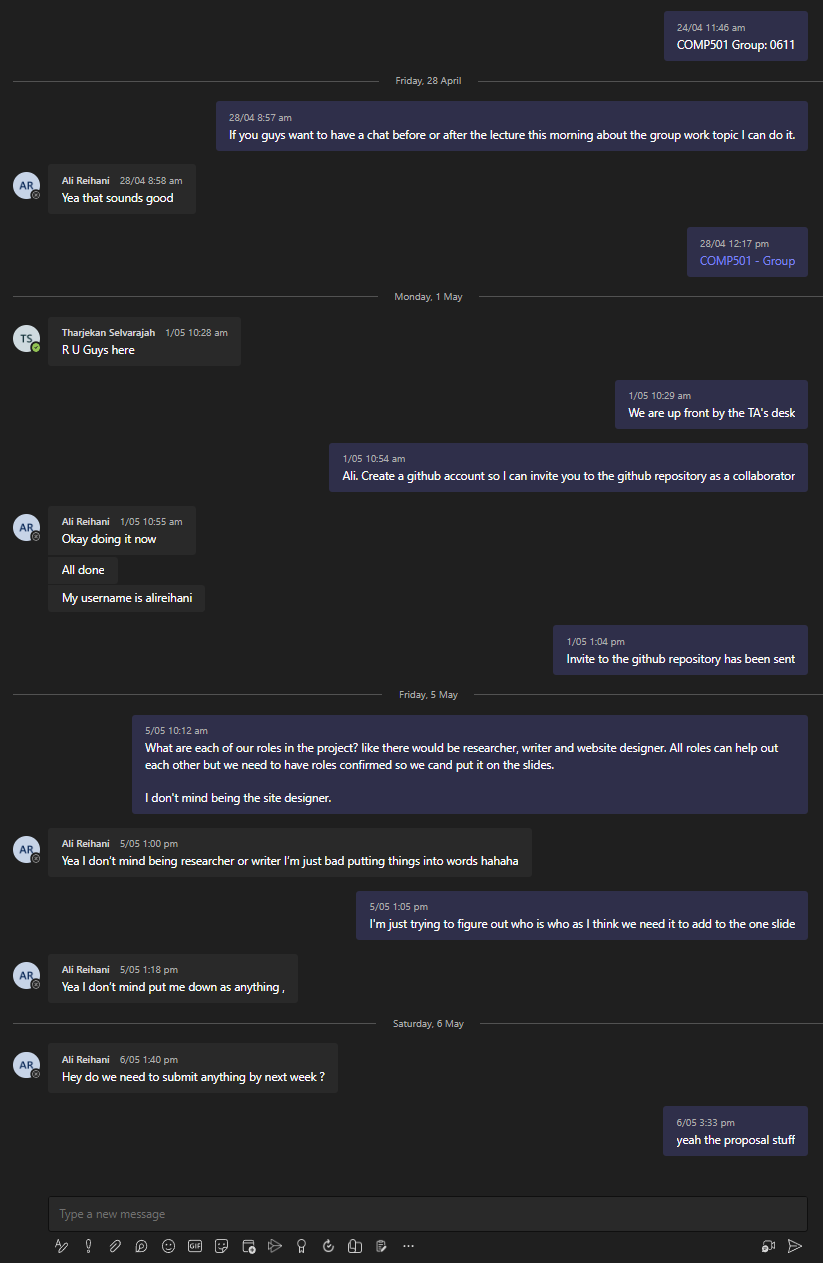 24/04 11:46 am
COMP501 Group: 0611
Friday, 28 April
28/04 8:57 am
If you guys want to have a chat before or after the lecture this morning about the group work topic I can do it.
AR
Ali Reihani 28/04 8:58 am
Yea that sounds good
28/04 12:17 pm
COMP501 - Group
Monday, 1 May
TS
Tharjekan Selvarajah 1/05 10:28 am
R U Guys here
1/05 10:29 am
We are up front by the TA's desk
1/05 10:54 am
Ali. Create a github account so I can invite you to the github repository as a collaborator
AR
Ali Reihani 1/05 10:55 am
Okay doing it now
All done
My username is alireihani
1/05 1:04 pm
Invite to the github repository has been sent
Friday, 5 May
5/05 10:12 am
What are each of our roles in the project? like there would be researcher, writer and website designer. All roles can help out
each other but we need to have roles confirmed so we cand put it on the slides.
I don't mind being the site designer.
AR
Ali Reihani 5/05 1:00 pm
Yea I don't mind being researcher or writer I'm just bad putting things into words hahaha
5/05 1:05 pm
I'm just trying to figure out who is who as I think we need it to add to the one slide
AR
Ali Reihani 5/05 1:18 pm
Yea I don't mind put me down as anything ,
Saturday, 6 May
AR
Ali Reihani 6/05 1:40 pm
Hey do we need to submit anything by next week ?
6/05 3:33 pm
yeah the proposal stuff
Type a new message
GIF